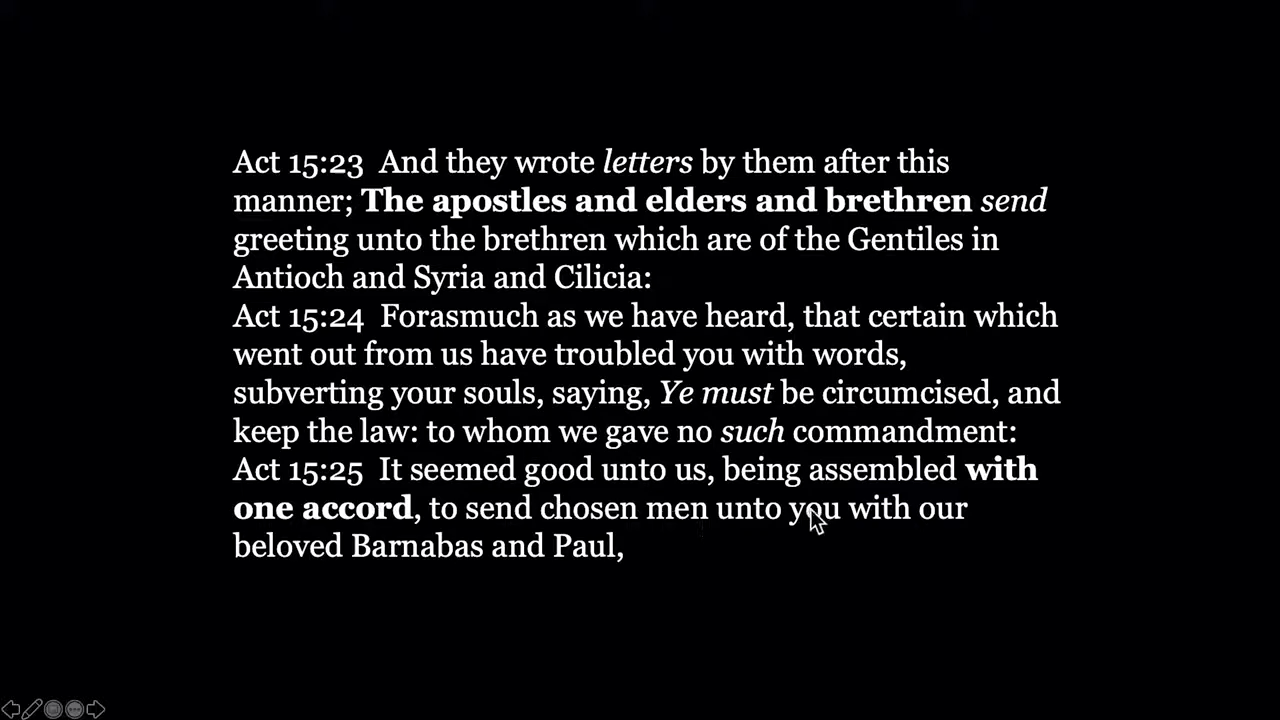 Act 15:23  And they wrote letters by them after this
manner; The apostles and elders and brethren send
greeting unto the brethren which are of the Gentiles in
Antioch and Syria and Cilicia:
Act 15:24  Forasmuch as we have heard, that certain which
went out from us have troubled you with words,
subverting your souls, saying, Ye must be circumcised, and
keep the law: to whom we gave no such commandment:
Act 15:25  It seemed good unto us, being assembled with
one accord, to send chosen men unto you with our
beloved Barnabas and Paul,